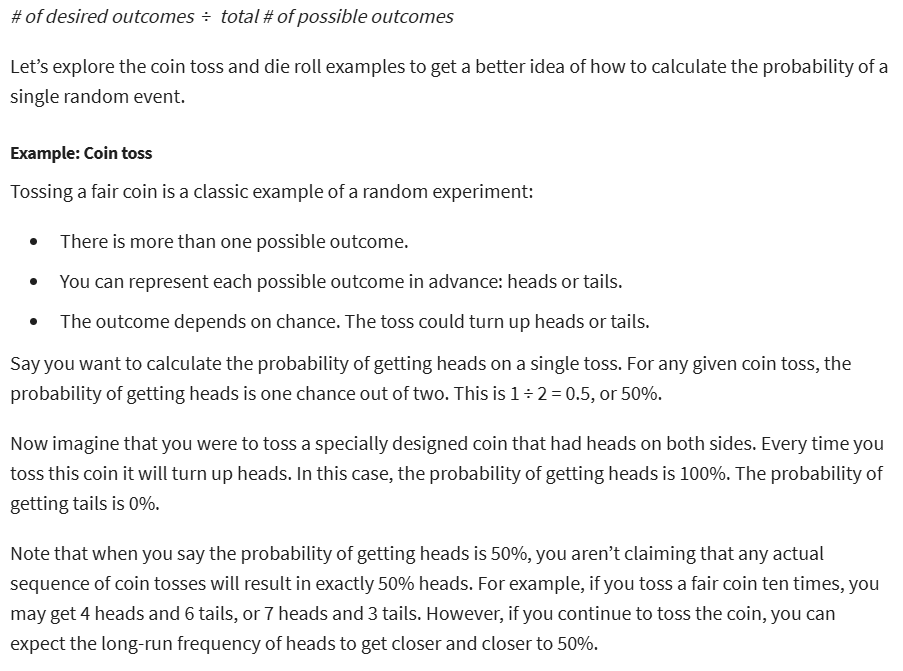 # of desired outcomes ÷ total # of possible outcomes
Let’s explore the coin toss and die roll examples to get a better idea of how to calculate the probability of a
single random event.
Example: Coin toss
Tossing a fair coin is a classic example of a random experiment:
• There is more than one possible outcome.
• You can represent each possible outcome in advance: heads or tails.
• The outcome depends on chance. The toss could turn up heads or tails.
Say you want to calculate the probability of getting heads on a single toss. For any given coin toss, the
probability of getting heads is one chance out of two. This is 1 ÷ 2 = 0.5, or 50%.
Now imagine that you were to toss a specially designed coin that had heads on both sides. Every time you
toss this coin it will turn up heads. In this case, the probability of getting heads is 100%. The probability of
getting tails is 0%.
Note that when you say the probability of getting heads is 50%, you aren’t claiming that any actual
sequence of coin tosses will result in exactly 50% heads. For example, if you toss a fair coin ten times, you
may get 4 heads and 6 tails, or 7 heads and 3 tails. However, if you continue to toss the coin, you can
expect the long-run frequency of heads to get closer and closer to 50%.